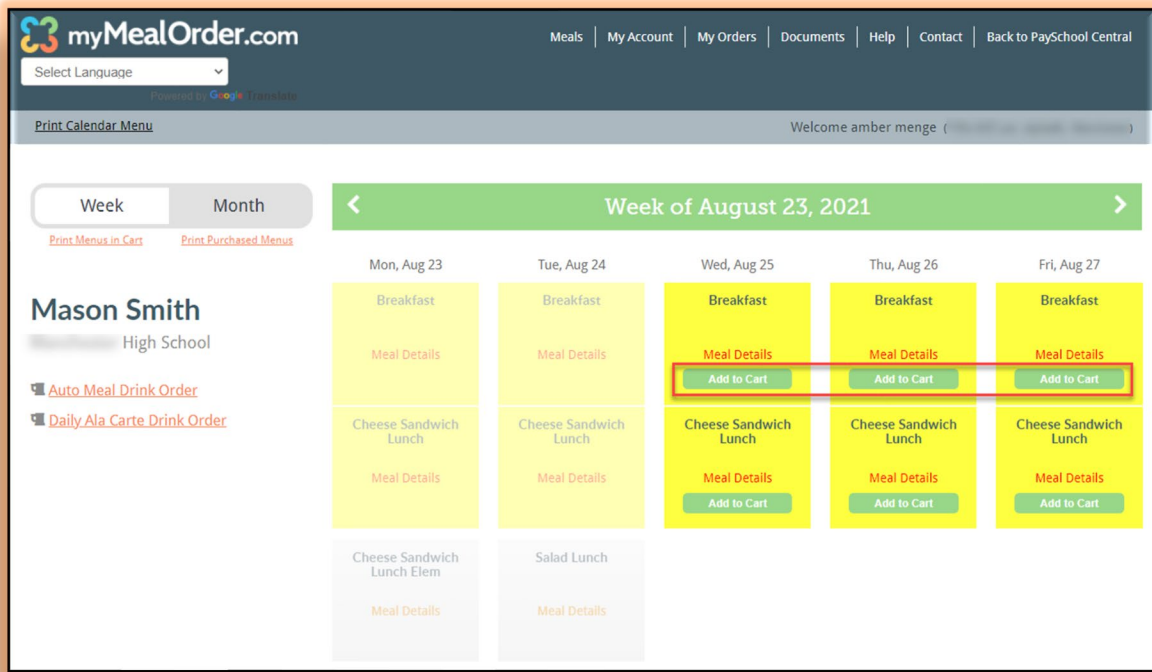 myMealOrder.com
Meals | My Account | My Orders | Documents | Help | Contact | Back to PaySchool Central
Select Language
Powered by Google Translate
Print Calendar Menu
Welcome amber menge ( )
Week Month
Week of August 23, 2021
Print Menus in Cart Print Purchased Menus
Mon, Aug 23 Tue, Aug 24 Wed, Aug 25 Thu, Aug 26 Fri, Aug 27
Mason Smith
High School
Auto Meal Drink Order
Daily Ala Carte Drink Order
Breakfast Breakfast Breakfast Breakfast Breakfast
Meal Details Meal Details Meal Details Meal Details Meal Details
Add to Cart Add to Cart Add to Cart
Cheese Sandwich Cheese Sandwich Cheese Sandwich Cheese Sandwich Cheese Sandwich
Lunch Lunch Lunch Lunch Lunch
Meal Details Meal Details Meal Details Meal Details Meal Details
Add to Cart Add to Cart Add to Cart
Cheese Sandwich Salad Lunch
Lunch Elem
Meal Details Meal Details